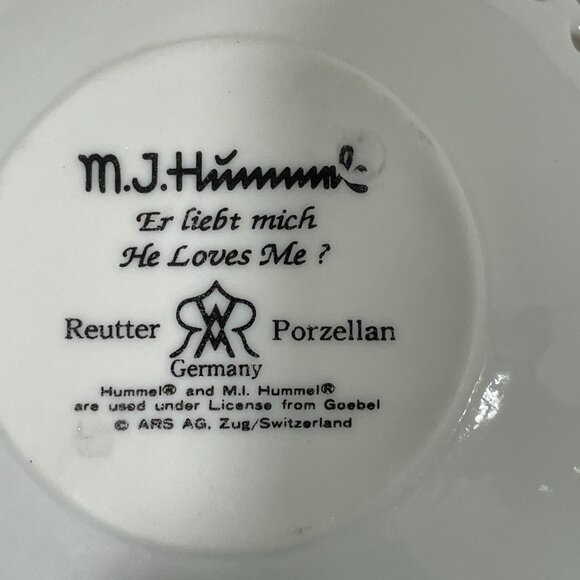 M.J.Hummel
Er liebt mich
He Loves Me ?
Reutter Porzellan
Germany
Hummel® and M.I. Hummel®
are used under License from Goebel
© ARS AG, Zug/Switzerland